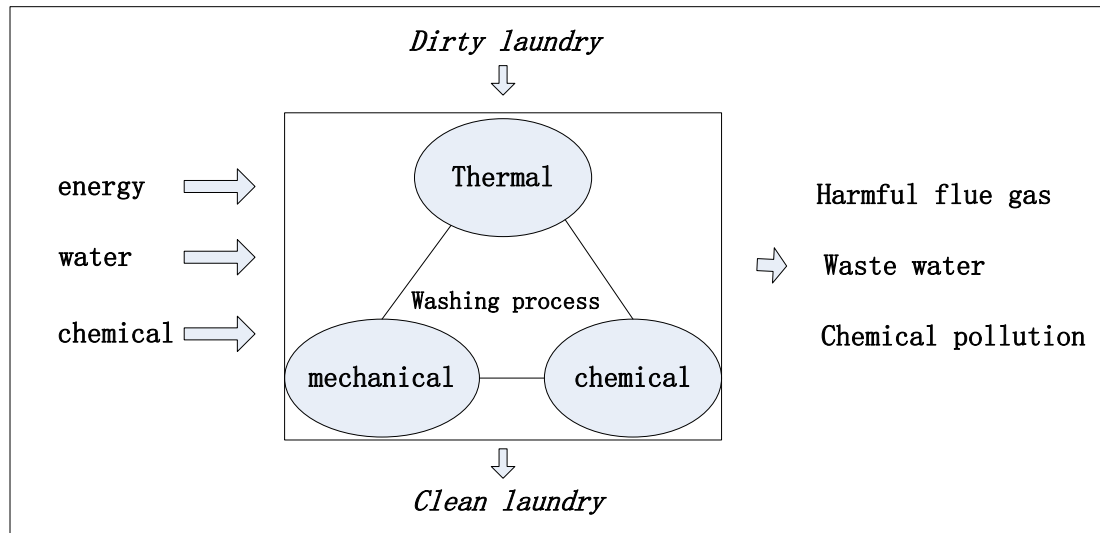 Dirty laundry
Thermal
energy
Harmful flue gas
water
Waste water
Washing process
chemical
Chemical pollution
mechanical
chemical
Clean laundry